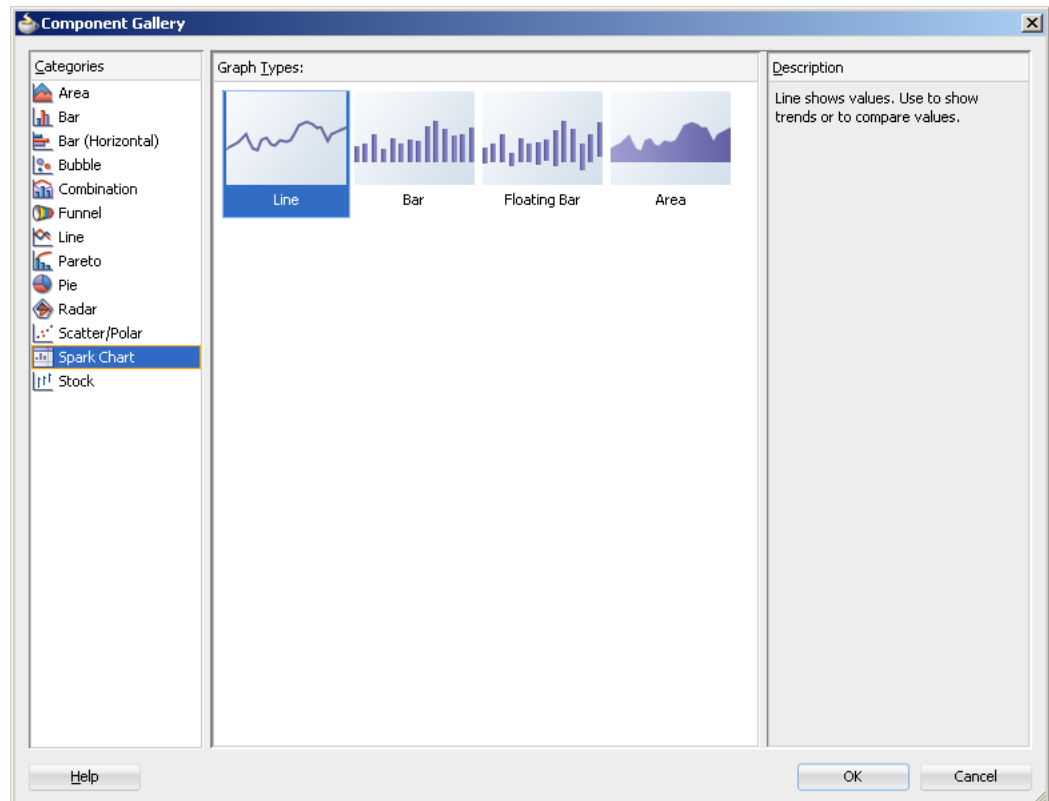 Component Gallery
Categories
Area
Bar
Bar (Horizontal)
Bubble
Combination
Funnel
Line
Pareto
Pie
Radar
Scatter/Polar
Spark Chart
Stock
Graph Types:
Line
Bar
Floating Bar
Area
Description
Line shows values. Use to show
trends or to compare values.
Help
OK
Cancel